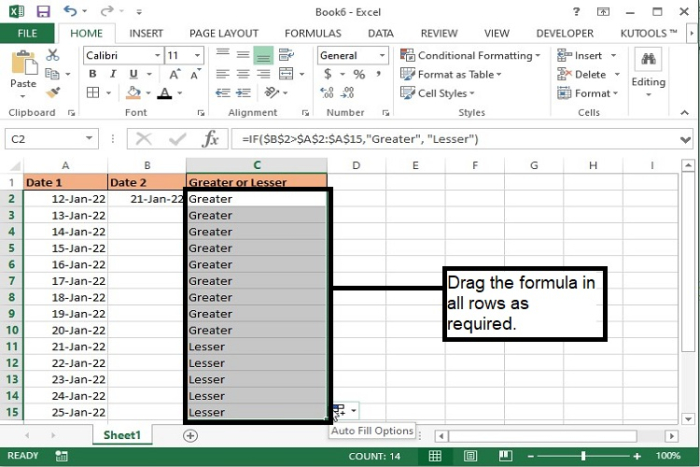 Book6 - Excel
FILE HOME INSERT PAGE LAYOUT FORMULAS DATA REVIEW VIEW DEVELOPER KUTOOLS ™
Paste
Calibri 11
General
Conditional Formatting
Format as Table
Cell Styles
Insert
Delete
Format
Editing
B I U A A
$ % ,
Clipboard Font Alignment Number Styles Cells
C2 fx =IF($B$2>$A$2:$A$15,"Greater", "Lesser")
A B C D E F G H I
1 Date 1 Date 2 Greater or Lesser
2 12-Jan-22 21-Jan-22 Greater
3 13-Jan-22 Greater
4 14-Jan-22 Greater
5 15-Jan-22 Greater
6 16-Jan-22 Greater
7 17-Jan-22 Greater
8 18-Jan-22 Greater
9 19-Jan-22 Greater
10 20-Jan-22 Greater
11 21-Jan-22 Lesser
12 22-Jan-22 Lesser
13 23-Jan-22 Lesser
14 24-Jan-22 Lesser
15 25-Jan-22 Lesser
Drag the formula in
all rows as
required.
Auto Fill Options
Sheet1
READY COUNT: 14 100%